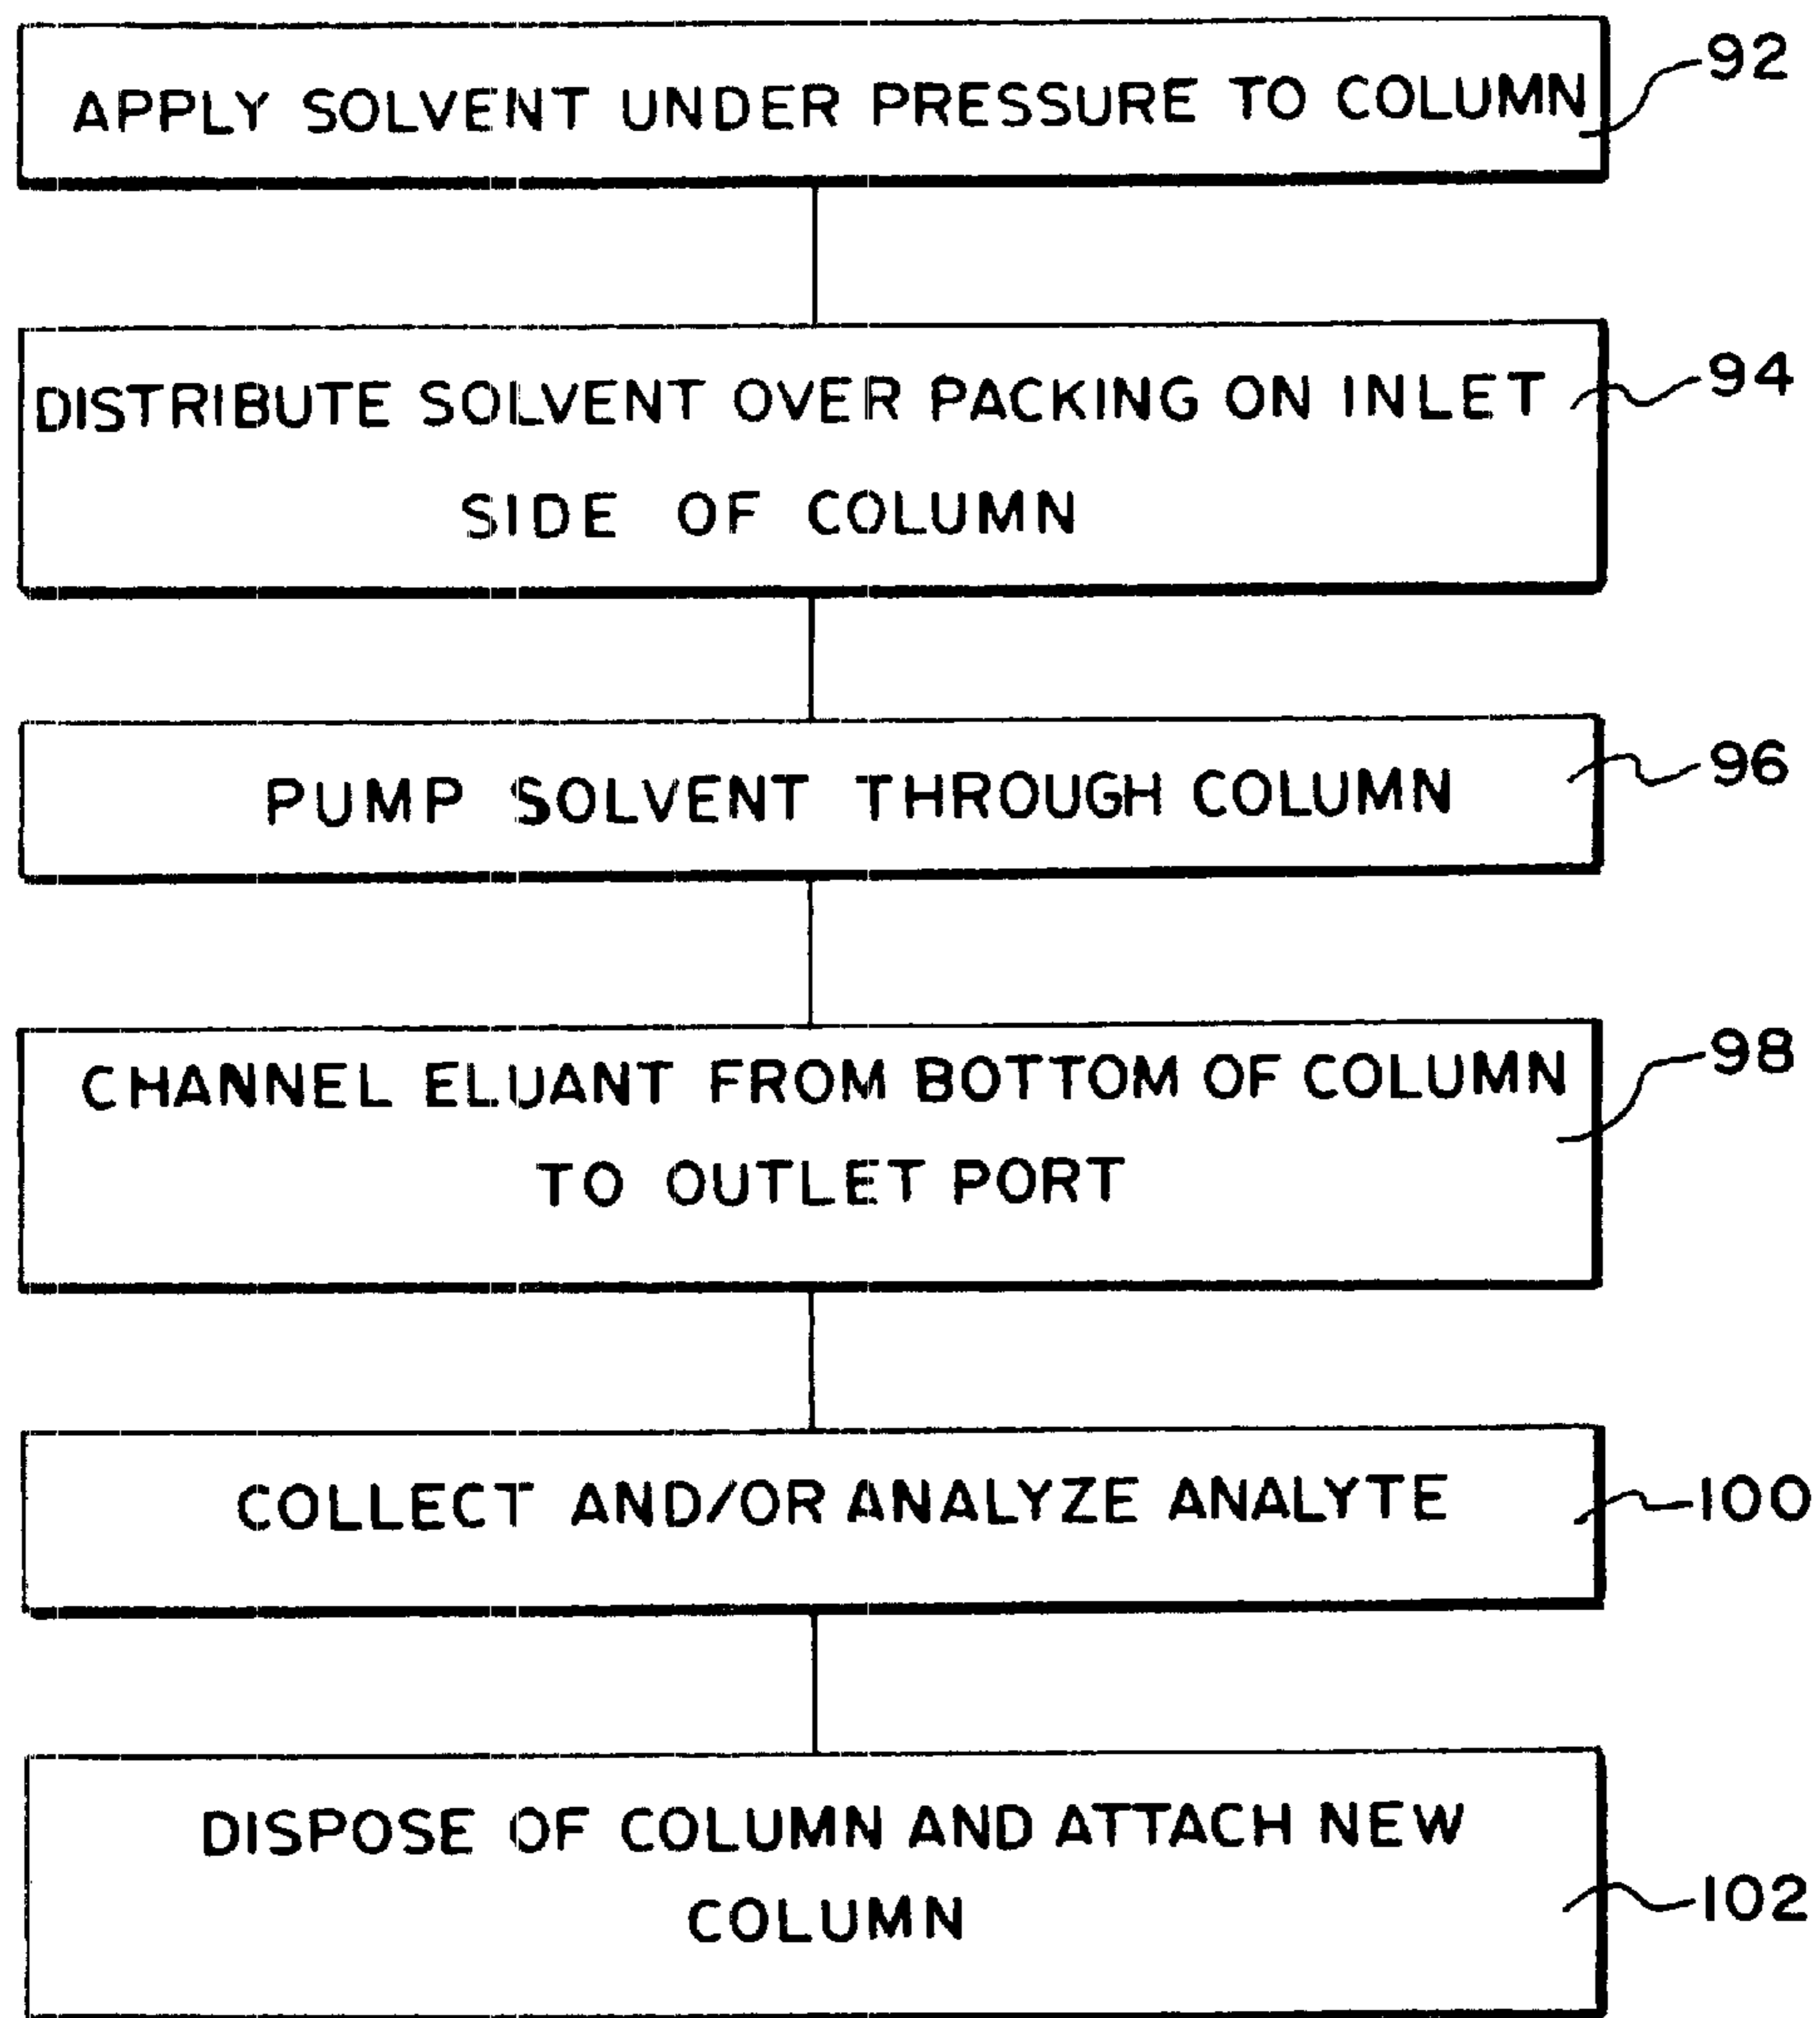 APPLY SOLVENT UNDER PRESSURE TO COLUMN
92
DISTRIBUTE SOLVENT OVER PACKING ON INLET
SIDE OF COLUMN
94
PUMP SOLVENT THROUGH COLUMN
96
CHANNEL ELUANT FROM BOTTOM OF COLUMN
TO OUTLET PORT
98
COLLECT AND/OR ANALYZE ANALYTE
100
DISPOSE OF COLUMN AND ATTACH NEW
COLUMN
102